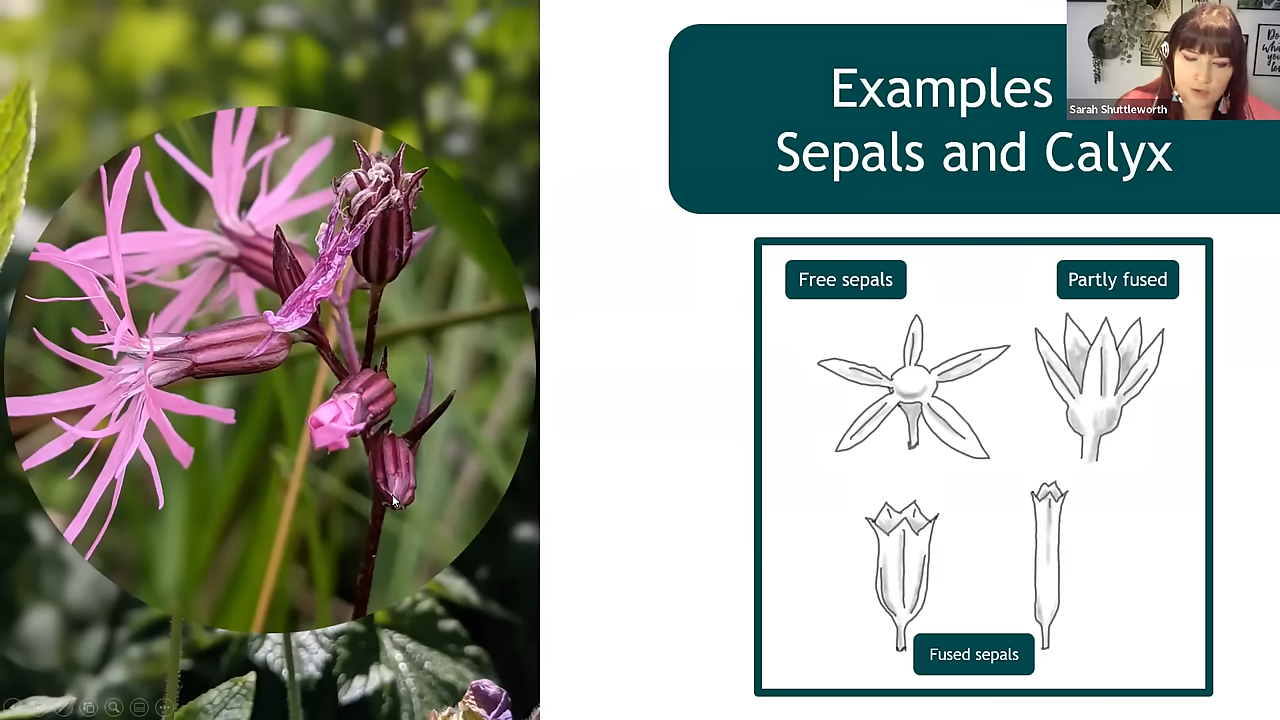 Examples
Sepals and Calyx
Sarah Shuttleworth
Free sepals
Partly fused
Fused sepals